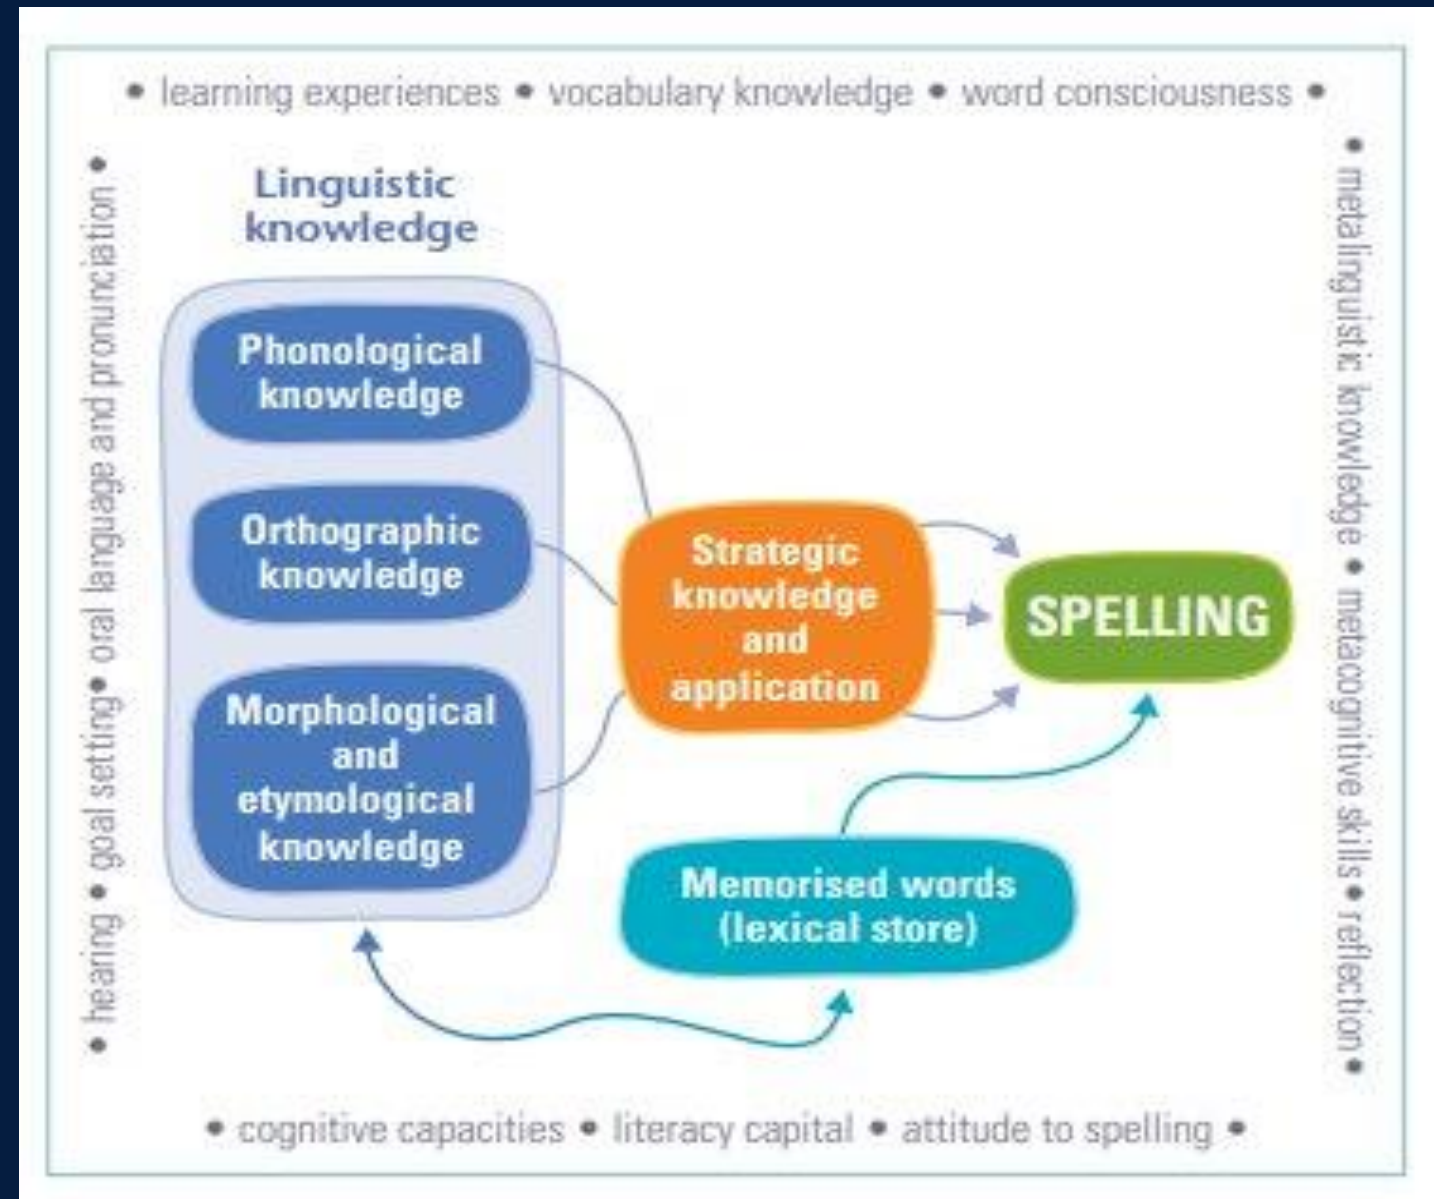 • learning experiences • vocabulary knowledge • word consciousness •
• hearing • goal setting • oral language and pronunciation •
Linguistic
knowledge
Phonological
knowledge
Orthographic
knowledge
Morphological
and
etymological
knowledge
Strategic
knowledge
and
application
SPELLING
Memorised words
(lexical store)
• metalinguistic knowledge • metacognitive skills • reflection •
• cognitive capacities • literacy capital • attitude to spelling •